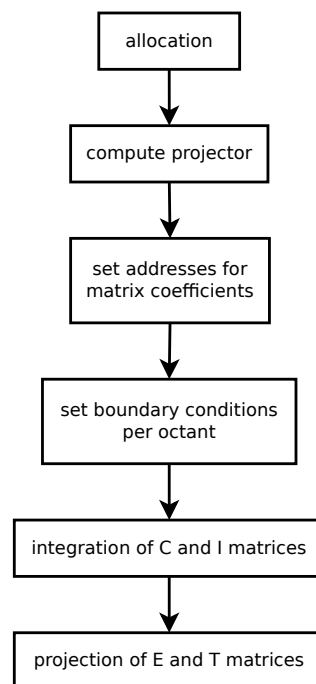 allocation
compute projector
set addresses for
matrix coefficients
set boundary conditions
per octant
integration of C and I matrices
projection of E and T matrices